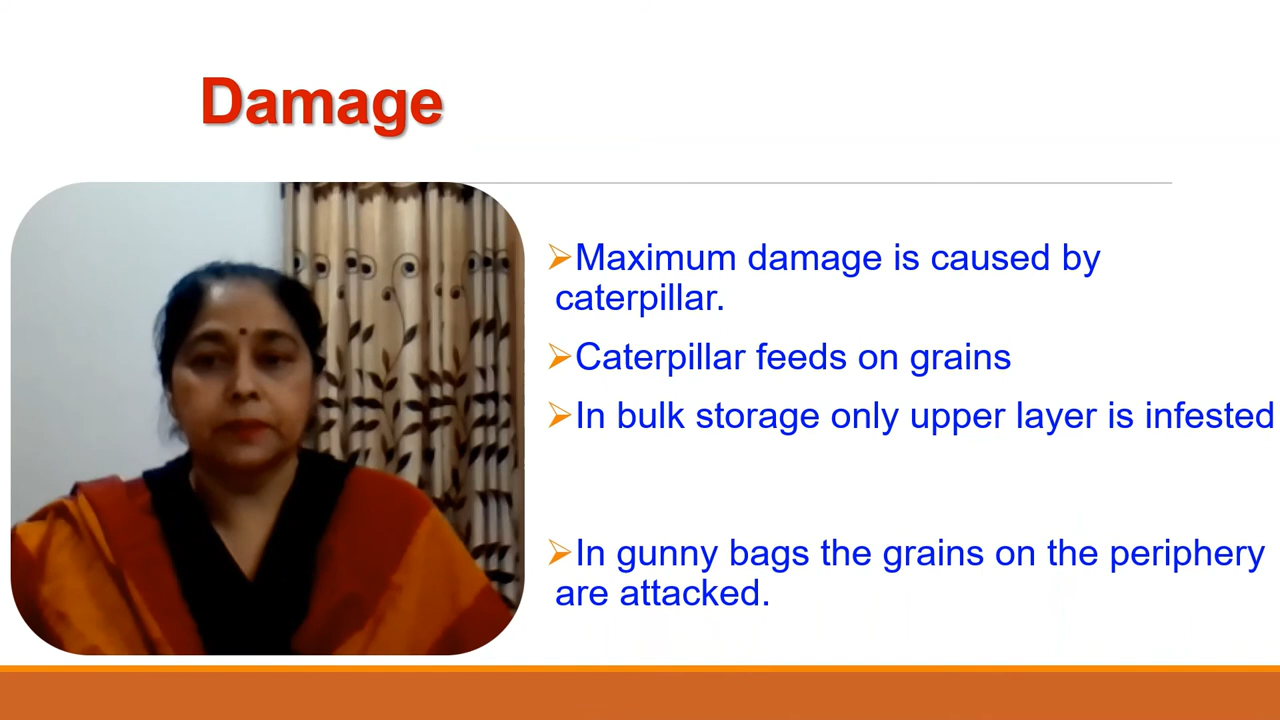 Damage
➢Maximum damage is caused by
caterpillar.
➢Caterpillar feeds on grains
➢In bulk storage only upper layer is infested
➢In gunny bags the grains on the periphery
are attacked.